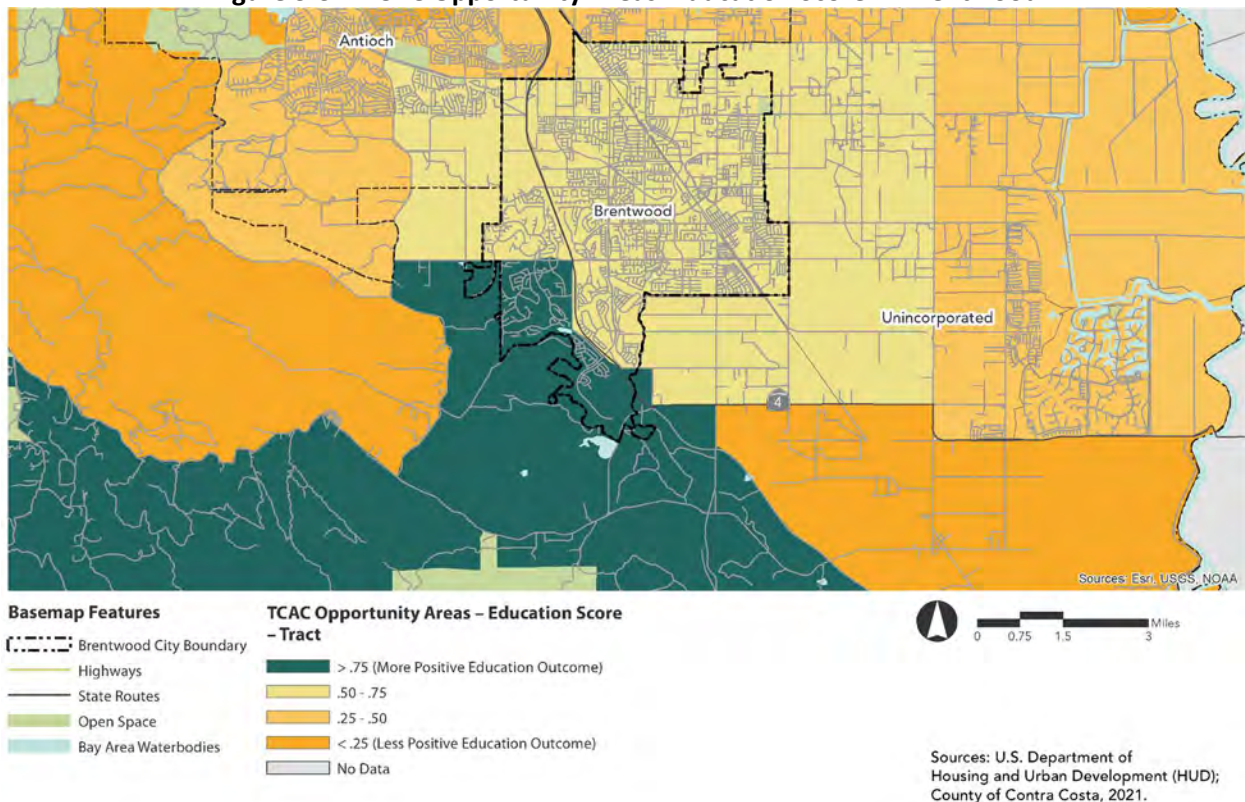 Antioch
Brentwood
Unincorporated
4
Sources: Esri, USGS, NOAA
Basemap Features
Brentwood City Boundary
Highways
State Routes
Open Space
Bay Area Waterbodies
TCAC Opportunity Areas – Education Score
– Tract
> .75 (More Positive Education Outcome)
.50 - .75
.25 - .50
< .25 (Less Positive Education Outcome)
No Data
Miles
0 0.75 1.5 3
Sources: U.S. Department of
Housing and Urban Development (HUD);
County of Contra Costa, 2021.